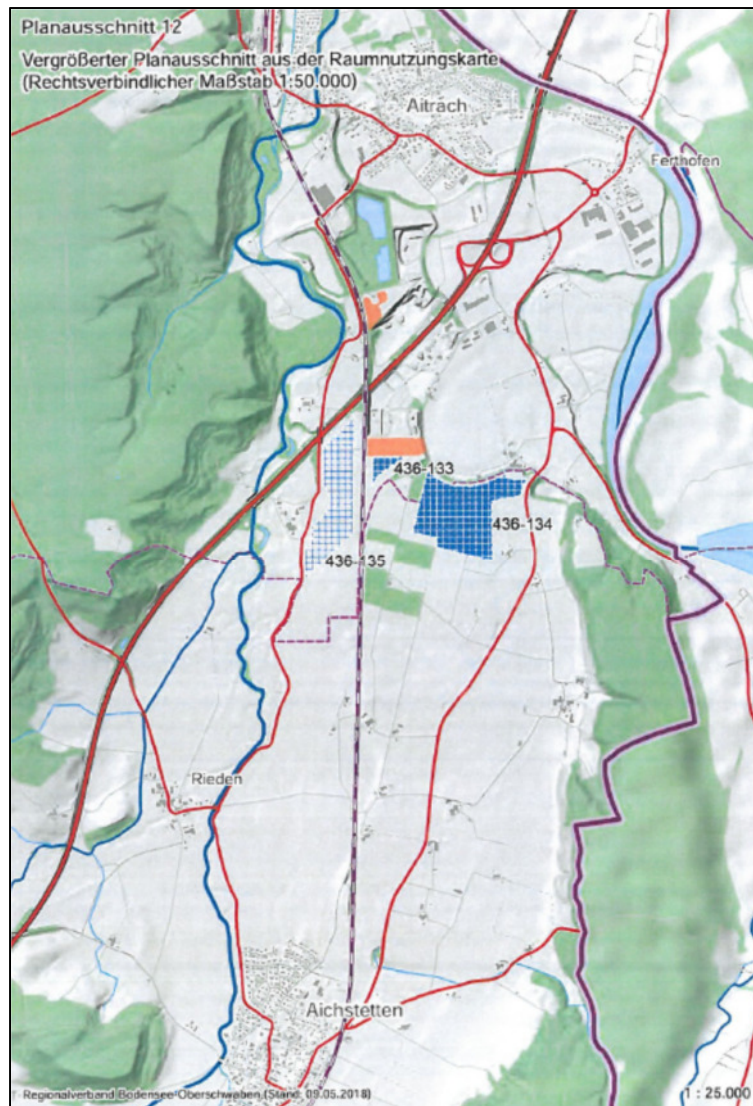 Planausschnitt 12
Vergrößerter Planausschnitt aus der Raumnutzungskarte
(Rechtsverbindlicher Maßstab 1:50.000)
Aitrach
Ferthofen
436-133
436-134
436-135
Rieden
Aichstetten
Regionalverband Bodensee-Oberschwaben (Stand: 09.05.2018)
1 : 25.000